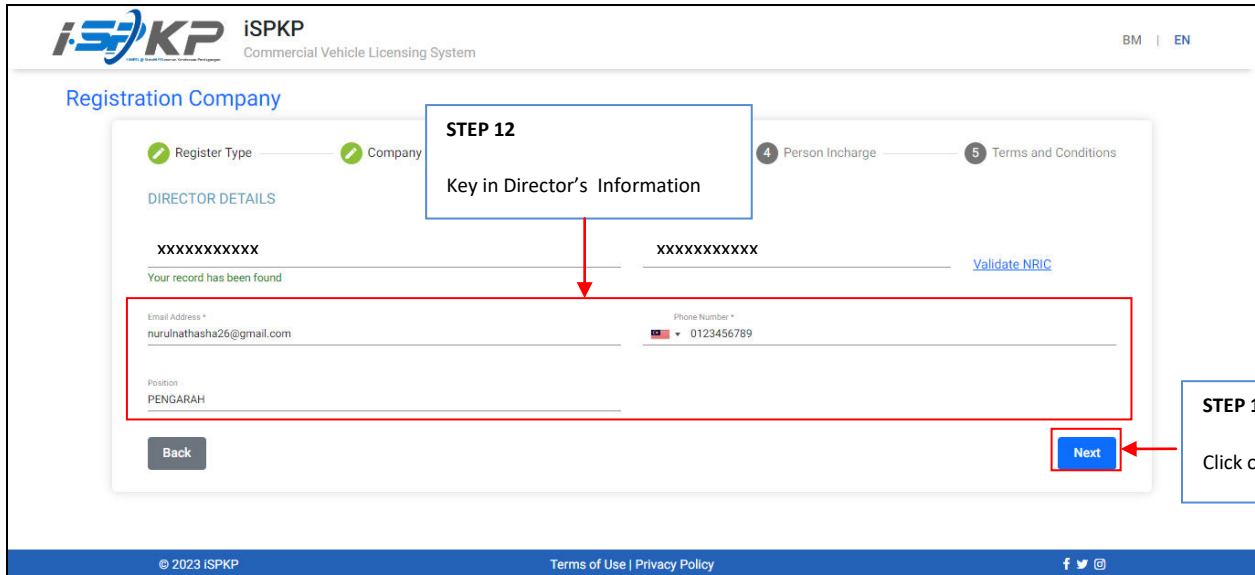 i-SPKP
iSPKP
Commercial Vehicle Licensing System
BM | EN
Registration Company
STEP 12
Key in Director's Information
Register Type
Company
4 Person Incharge
5 Terms and Conditions
DIRECTOR DETAILS
xxxxxxxxxxx
xxxxxxxxxxx
Validate NRIC
Your record has been found
Email Address *
Phone Number *
nurulnathasha26@gmail.com
0123456789
Position
PENGARAH
Back
Next
STEP 1
Click
© 2023 iSPKP
Terms of Use | Privacy Policy